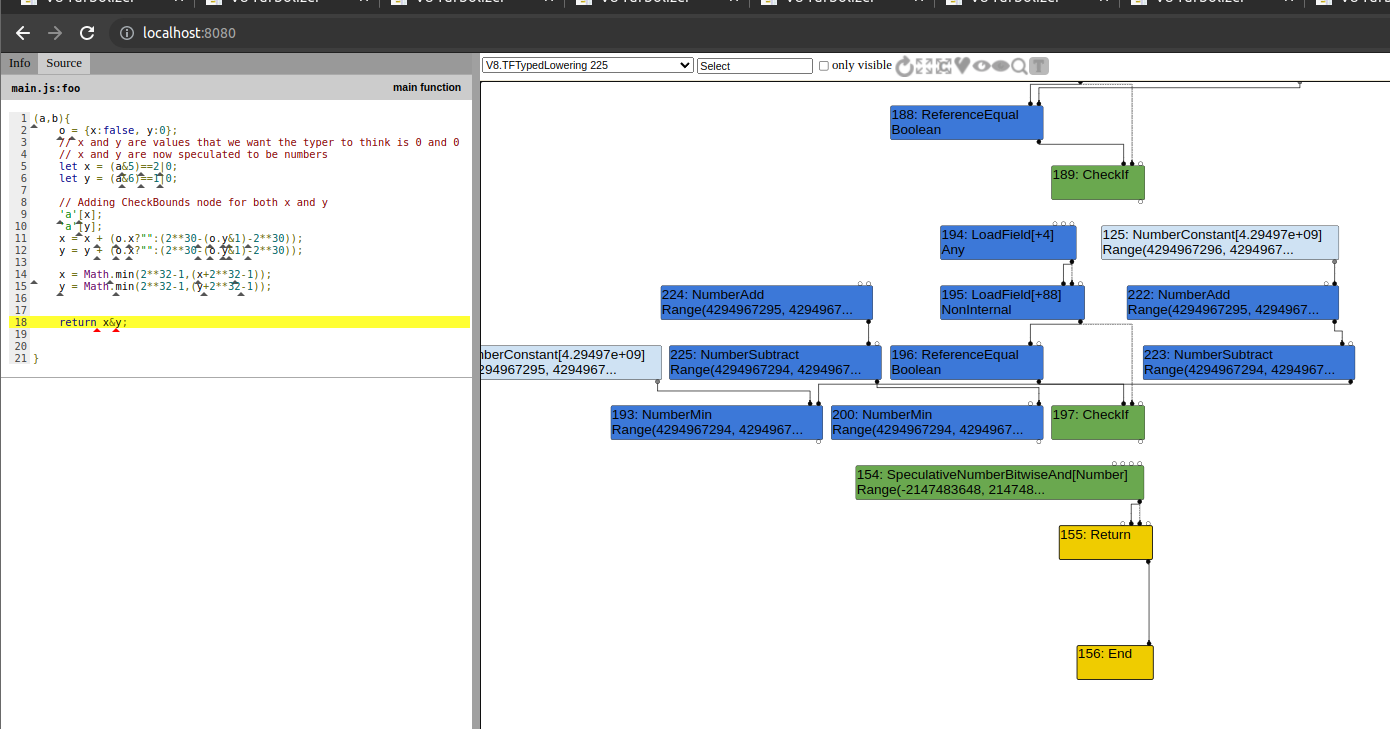 localhost:8080
Info Source
V8.TFTypedLowering 225 Select only visible T
main.js:foo main function
1 (a,b){
2 o = {x:false, y:0};
3 // x and y are values that we want the typer to think is 0 and 0
4 // x and y are now speculated to be numbers
5 let x = (a&5)==2|0;
6 let y = (a&6)==1|0;
7
8 // Adding CheckBounds node for both x and y
9 'a'[x];
10 'a'[y];
11 x = x + (o.x?"":(2**30-(o.y&1)-2**30));
12 y = y + (o.x?"":(2**30-(o.y&1)-2**30));
13
14 x = Math.min(2**32-1,(x+2**32-1));
15 y = Math.min(2**32-1,(y+2**32-1));
16
17
18 return x&y;
19
20
21 }
188: ReferenceEqual
Boolean
189: CheckIf
194: LoadField[+4]
Any
125: NumberConstant[4.29497e+09]
Range(4294967296, 4294967...
224: NumberAdd
Range(4294967295, 4294967...
195: LoadField[+88]
NonInternal
222: NumberAdd
Range(4294967295, 4294967...
mberConstant[4.29497e+09]
4294967295, 4294967...
225: NumberSubtract
Range(4294967294, 4294967...
196: ReferenceEqual
Boolean
223: NumberSubtract
Range(4294967294, 4294967...
193: NumberMin
Range(4294967294, 4294967...
200: NumberMin
Range(4294967294, 4294967...
197: CheckIf
154: SpeculativeNumberBitwiseAnd[Number]
Range(-2147483648, 214748...
155: Return
156: End